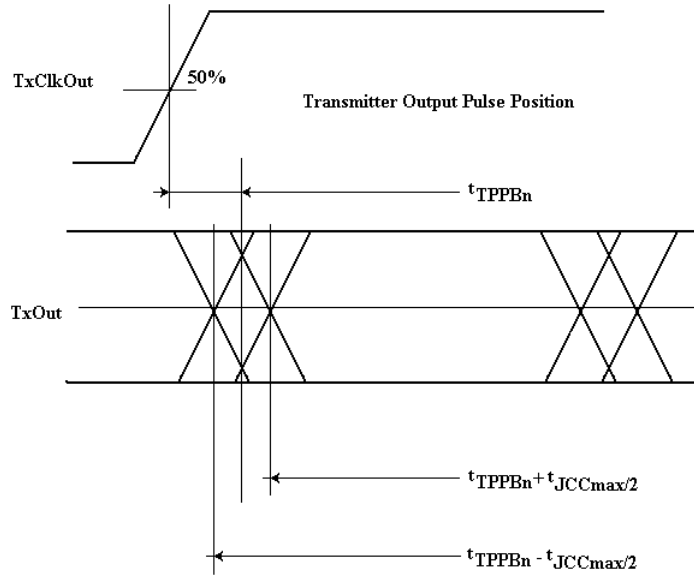 TxClkOut
50%
Transmitter Output Pulse Position
tTPPBn
TxOut
tTPPBn+tJCCmax/2
tTPPBn - tJCCmax/2